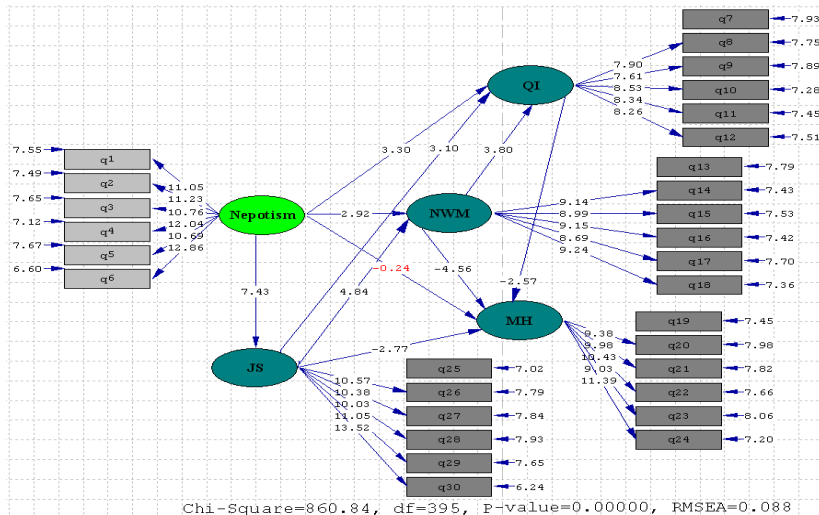 q7
7.93
q8
7.75
q9
7.89
q10
7.28
q11
7.45
q12
7.51
7.90
7.61
8.53
8.34
8.26
QI
3.30
3.10
3.80
7.55
q1
7.49
q2
7.65
q3
7.12
q4
7.67
q5
6.60
q6
11.05
11.23
10.76
12.04
10.69
12.86
Nepotism
2.92
NWM
q13
7.79
q14
7.43
q15
7.53
q16
7.42
q17
7.70
q18
7.36
9.14
8.99
9.15
8.69
9.24
-0.24
-4.56
-2.57
7.43
4.84
MH
q19
7.45
q20
7.98
q21
7.82
q22
7.66
q23
8.06
q24
7.20
9.38
9.98
10.43
9.03
11.39
-2.77
JS
q25
7.02
q26
7.79
q27
7.84
q28
7.93
q29
7.65
q30
6.24
10.57
10.38
10.03
11.05
13.52
Chi-Square=860.84, df=395, P-value=0.00000, RMSEA=0.088